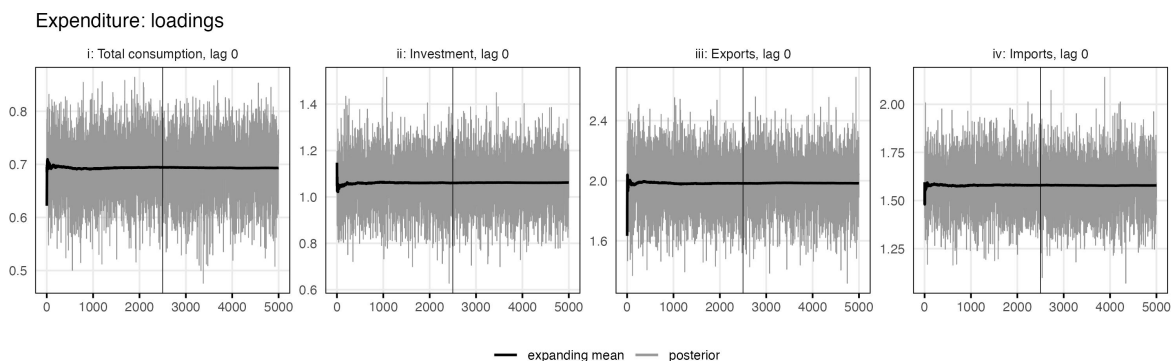 Expenditure: loadings
i: Total consumption, lag 0
ii: Investment, lag 0
iii: Exports, lag 0
iv: Imports, lag 0
0.8
0.7
0.6
0.5
0 1000 2000 3000 4000 5000
1.4
1.2
1.0
0.8
0.6
0 1000 2000 3000 4000 5000
2.4
2.0
1.6
0 1000 2000 3000 4000 5000
2.00
1.75
1.50
1.25
0 1000 2000 3000 4000 5000
expanding mean posterior